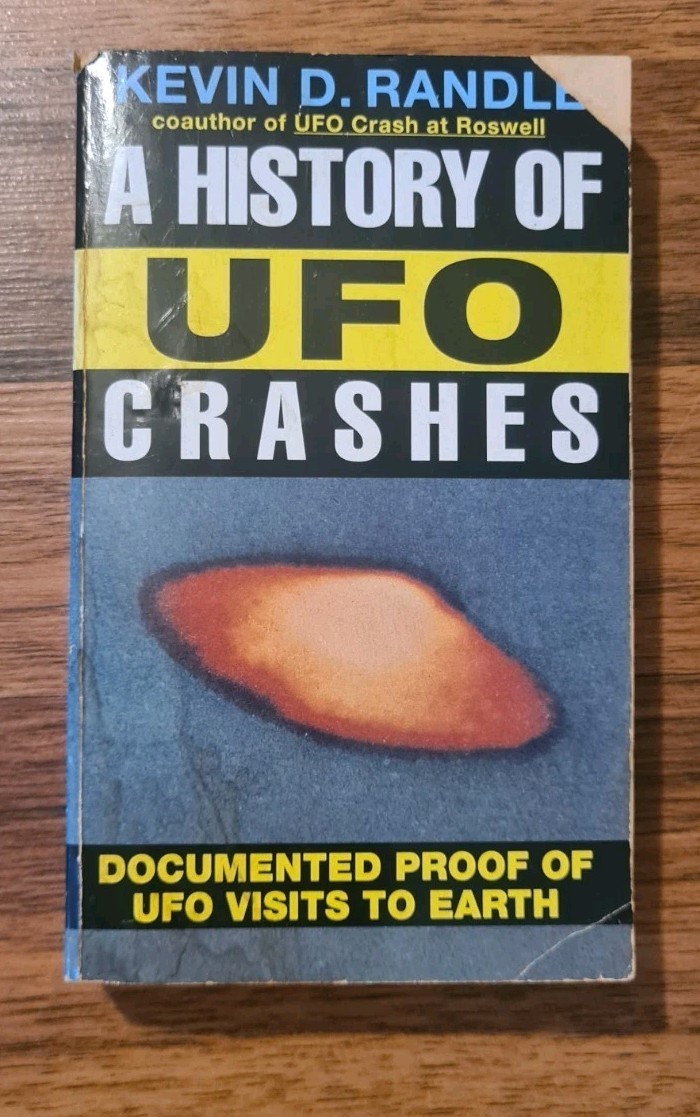 KEVIN D. RANDLE
coauthor of UFO Crash at Roswell
A HISTORY OF
UFO
CRASHES
DOCUMENTED PROOF OF
UFO VISITS TO EARTH